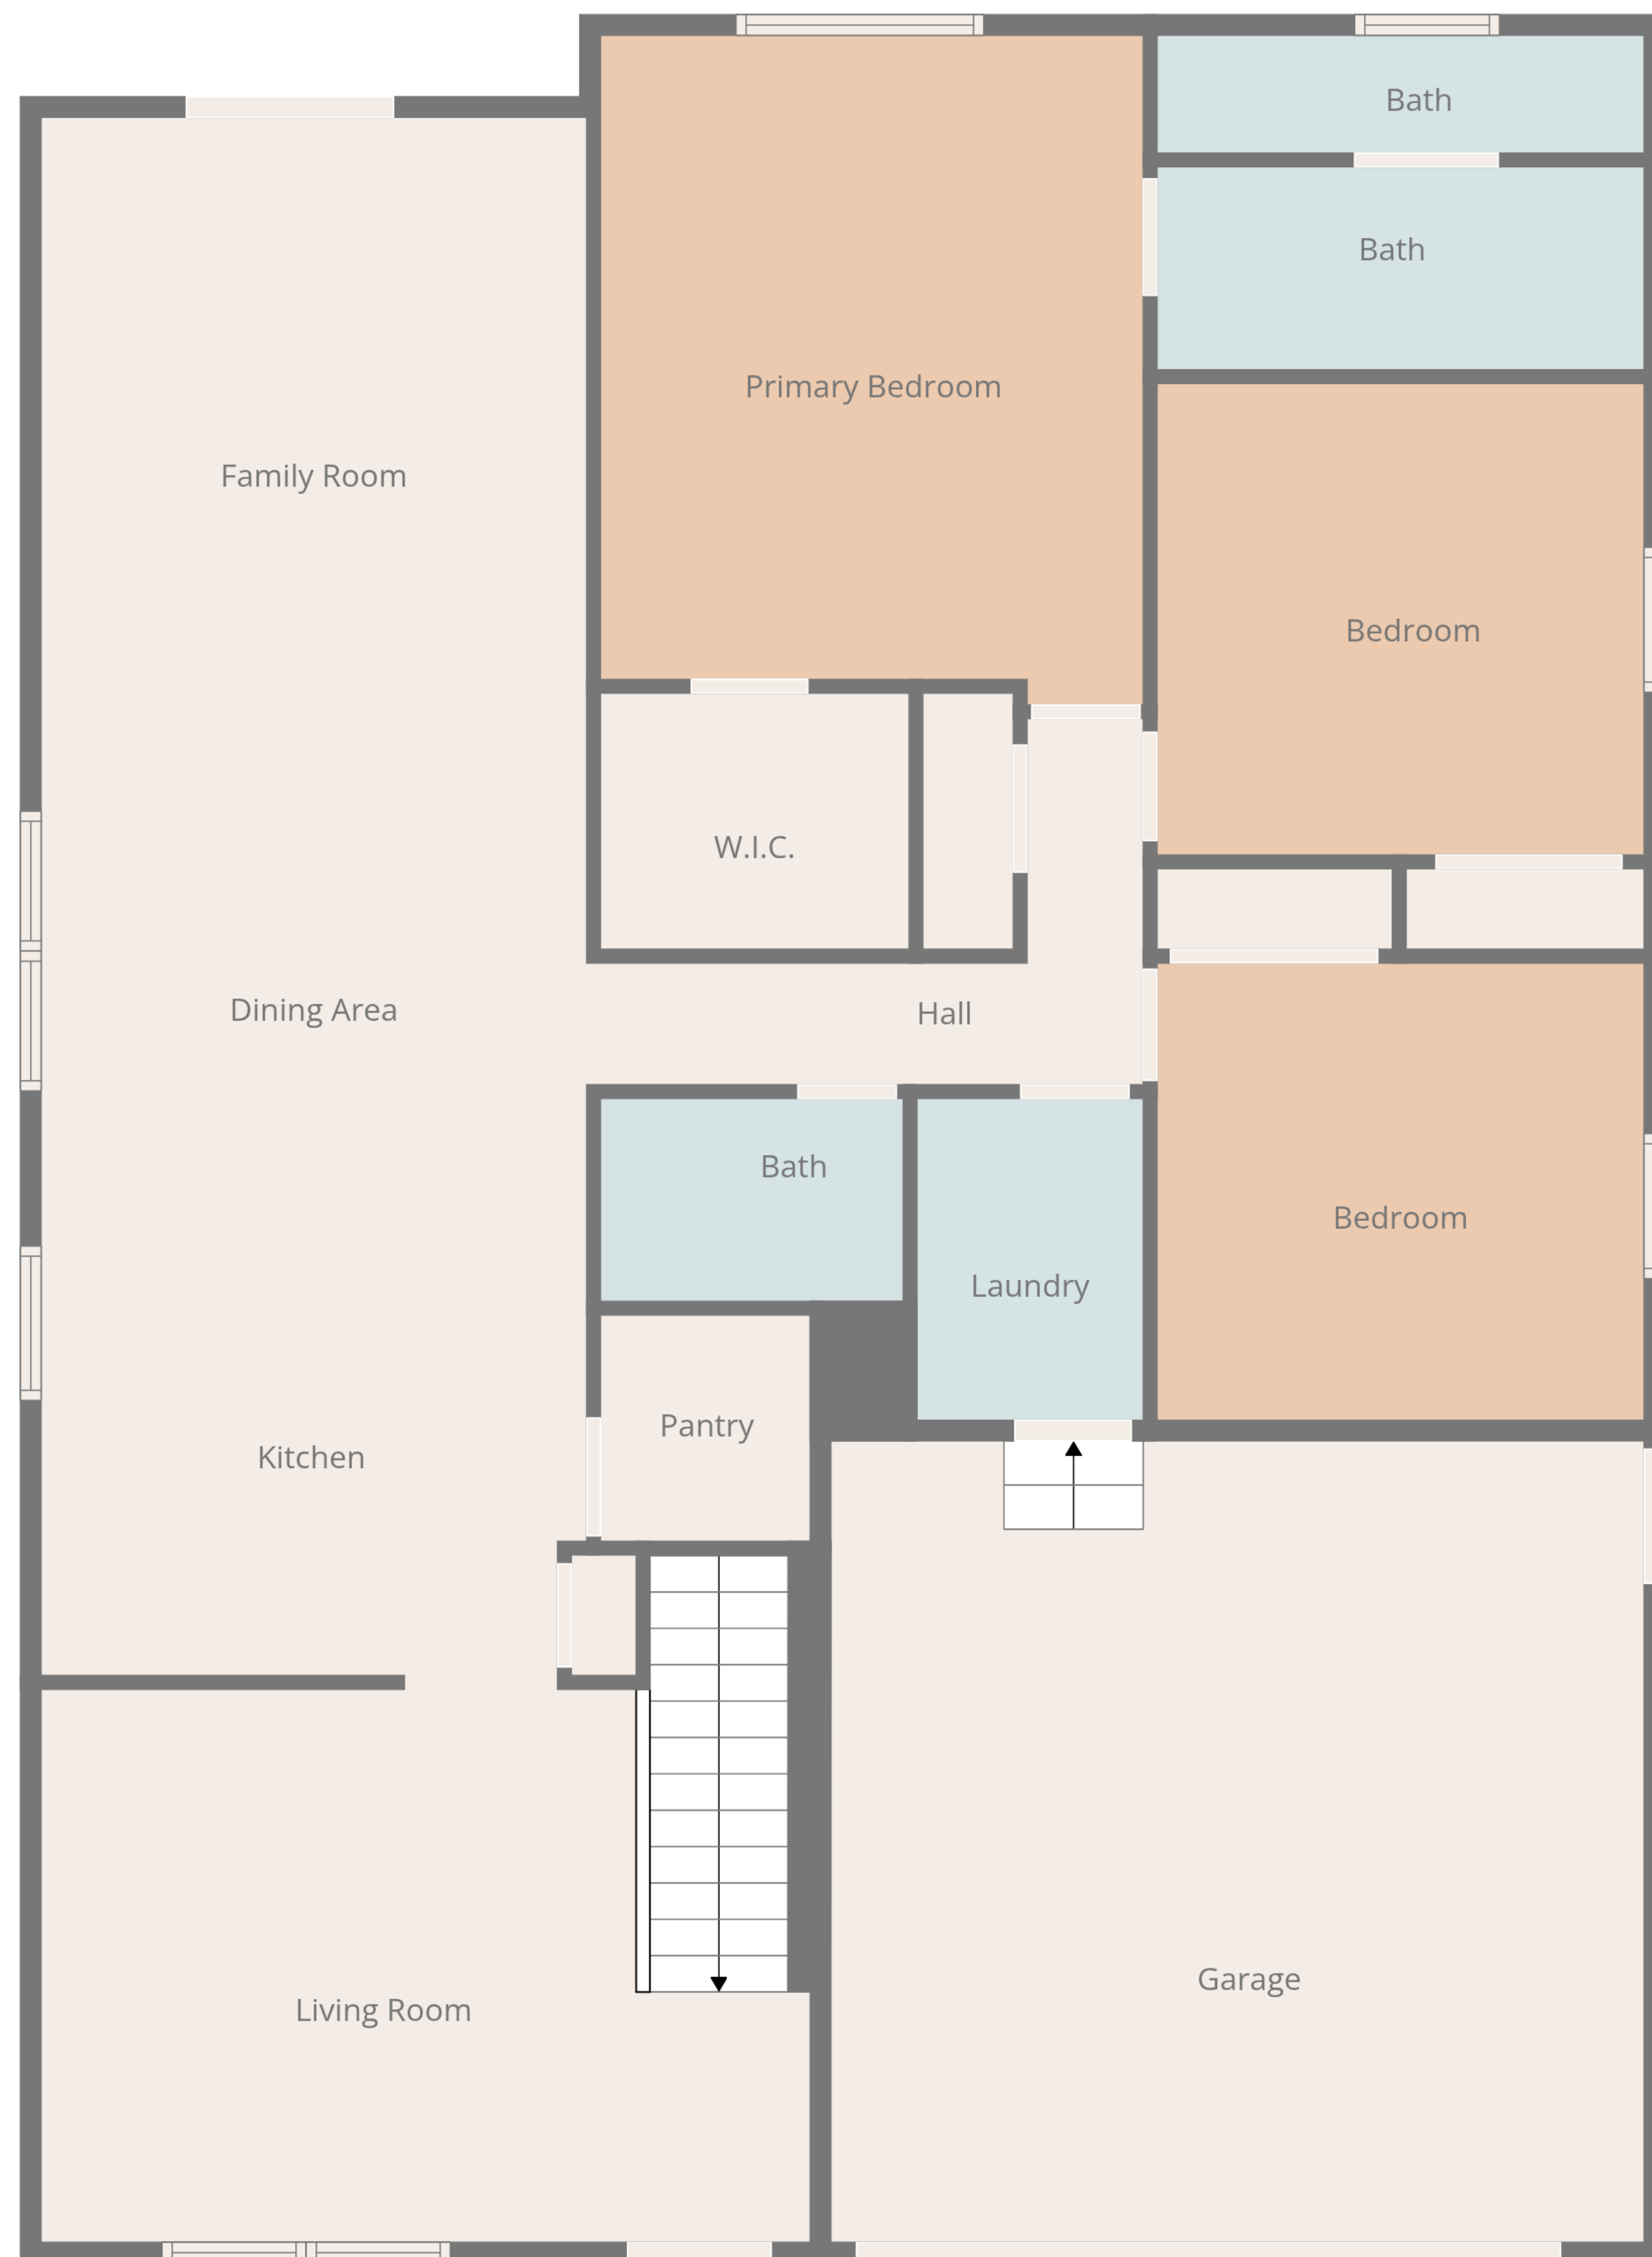 Bath
Bath
Primary Bedroom
Family Room
Bedroom
W.I.C.
Dining Area
Hall
Bath
Bedroom
Laundry
Pantry
Kitchen
Garage
Living Room